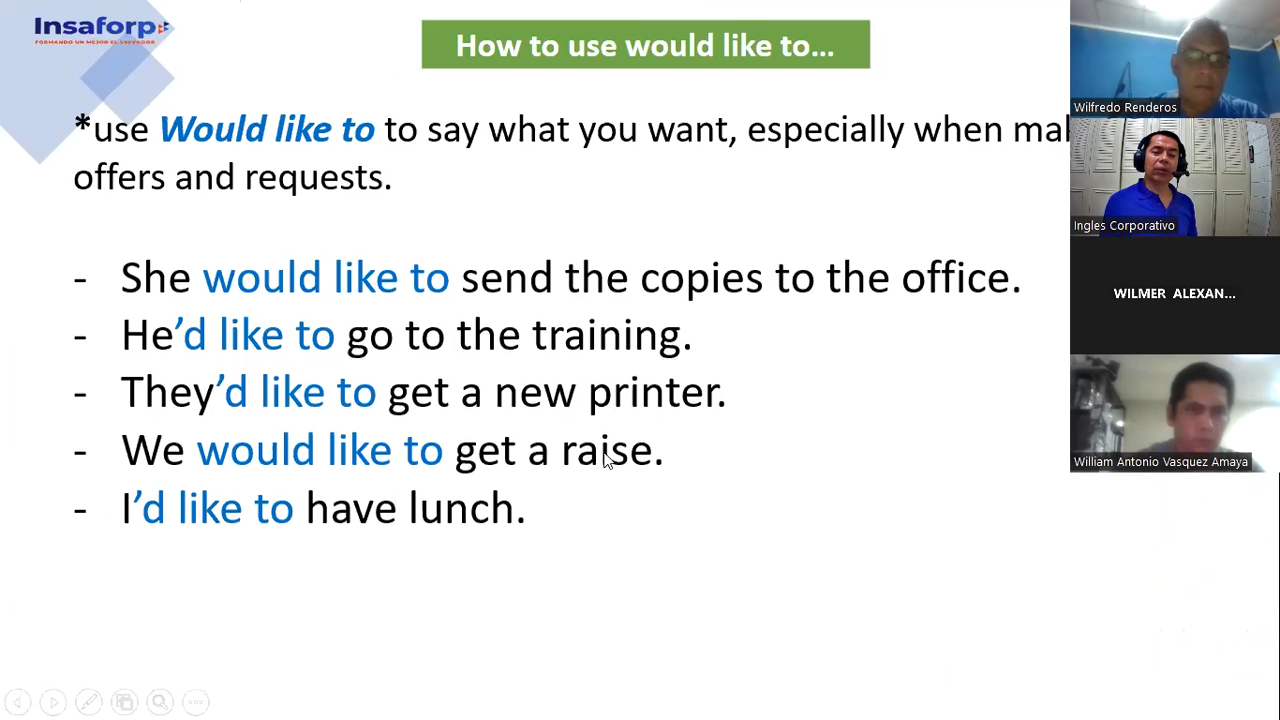 Insaforp
FORMANDO UN MEJOR EL SALVADOR
How to use would like to...
*use Would like to to say what you want, especially when
offers and requests.
- She would like to send the copies to the office.
- He'd like to go to the training.
- They'd like to get a new printer.
- We would like to get a raise.
- I'd like to have lunch.
Wilfredo Renderos
Ingles Corporativo
WILMER ALEXAN...
William Antonio Vasquez Amaya